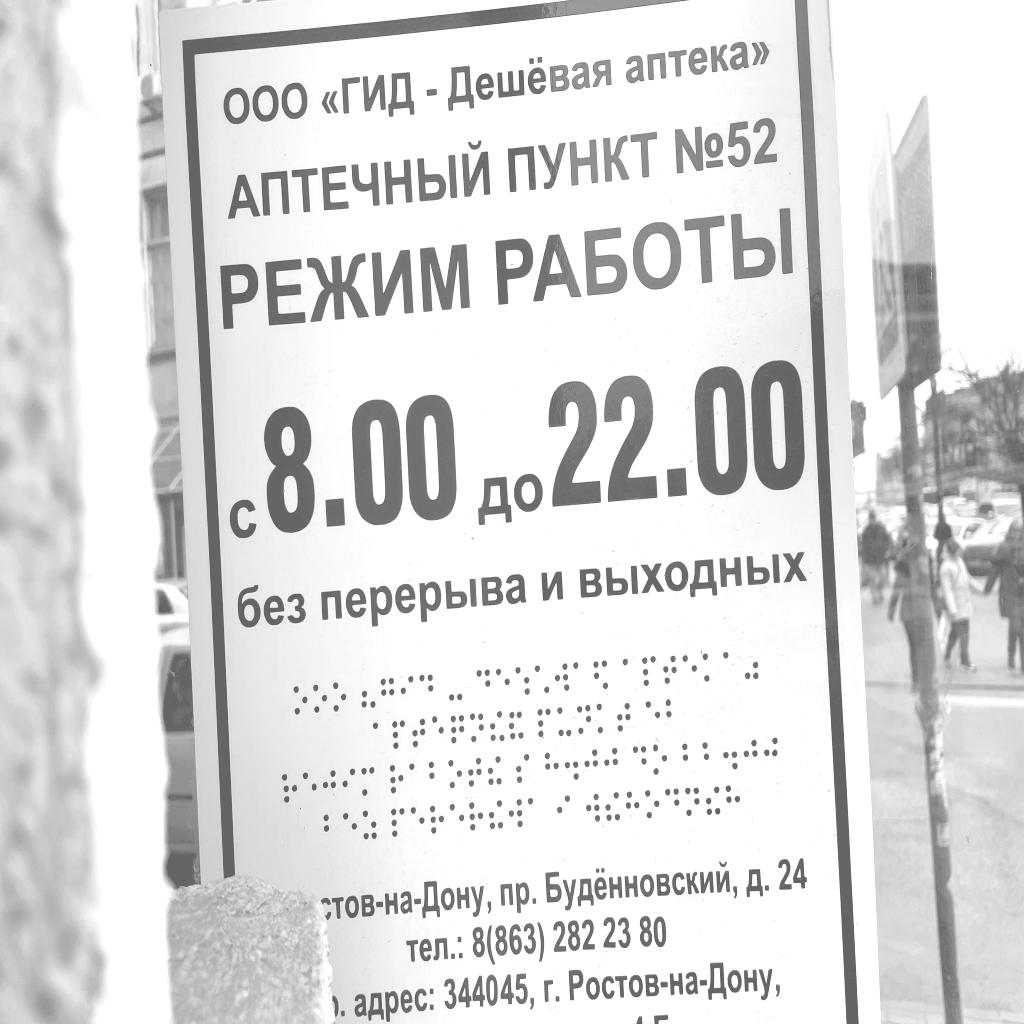 ООО «ГИД - Дешёвая аптека»
АПТЕЧНЫЙ ПУНКТ №52
РЕЖИМ РАБОТЫ
с 8.00 до 22.00
без перерыва и выходных
стов-на-Дону, пр. Будённовский, д. 24
тел.: 8(863) 282 23 80
. адрес: 344045, г. Ростов-на-Дону,